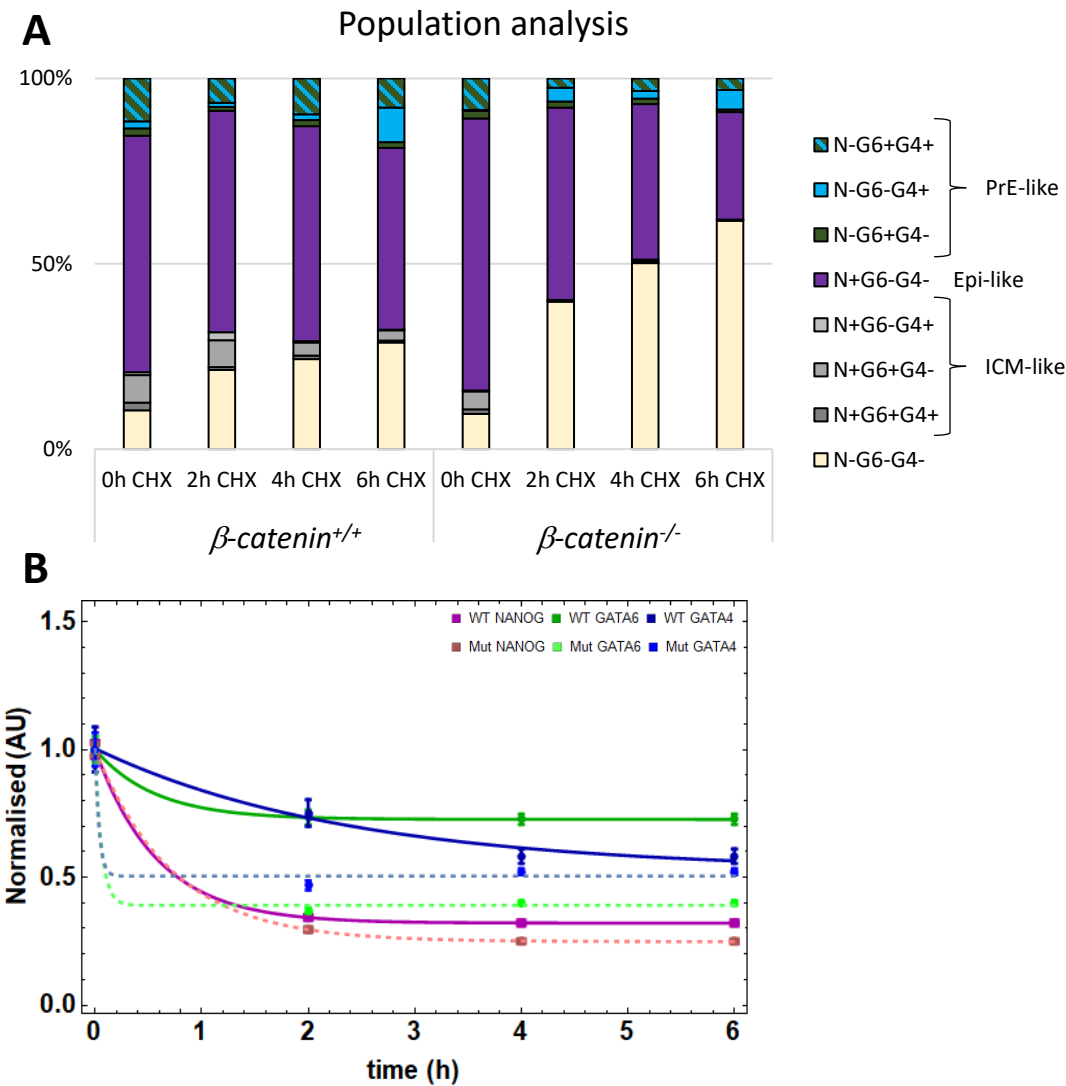 A
Population analysis
100%
50%
0%
0h CHX 2h CHX 4h CHX 6h CHX 0h CHX 2h CHX 4h CHX 6h CHX
β-catenin+/+ β-catenin-/-
N-G6+G4+
N-G6-G4+ PrE-like
N-G6+G4-
N+G6-G4- Epi-like
N+G6-G4+
N+G6+G4- ICM-like
N+G6+G4+
N-G6-G4-
B
WT NANOG WT GATA6 WT GATA4
Mut NANOG Mut GATA6 Mut GATA4
1.5
1.0
0.5
0.0
Normalised (AU)
0 1 2 3 4 5 6
time (h)